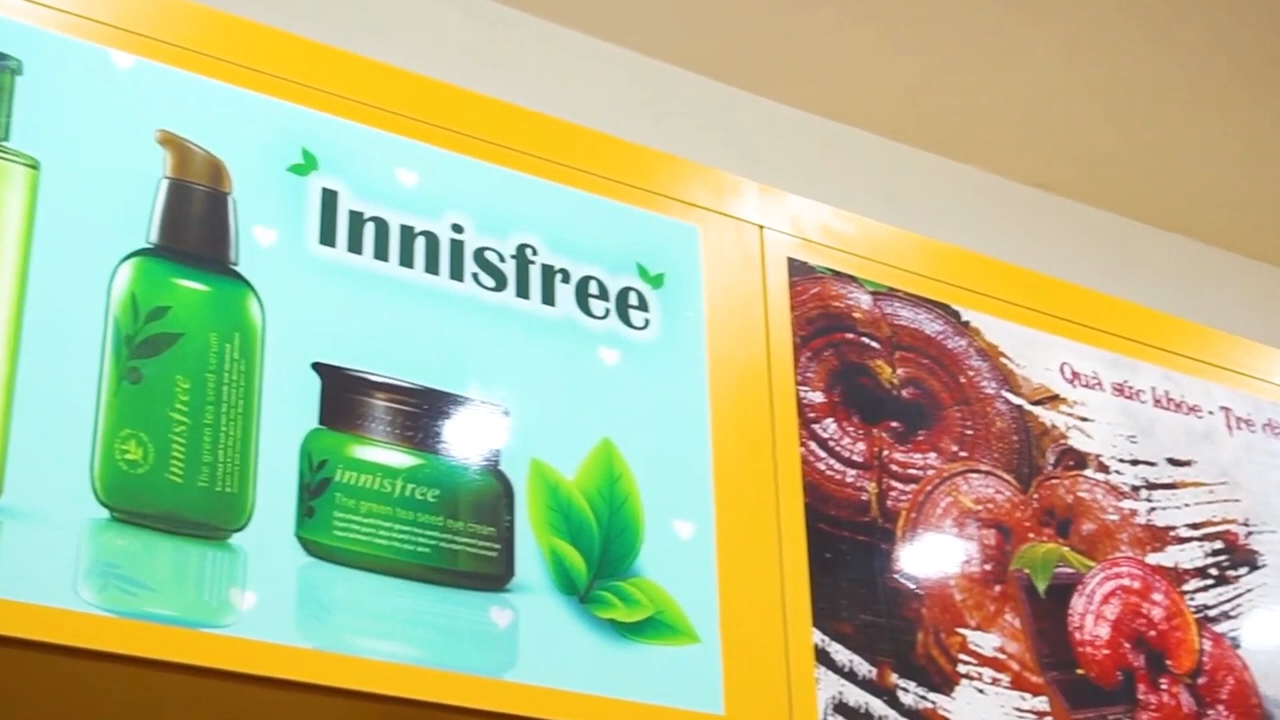 Innisfree
innisfree
The green tea seed serum
innisfree
The green tea seed eye cream
Quà sức khỏe - Trẻ